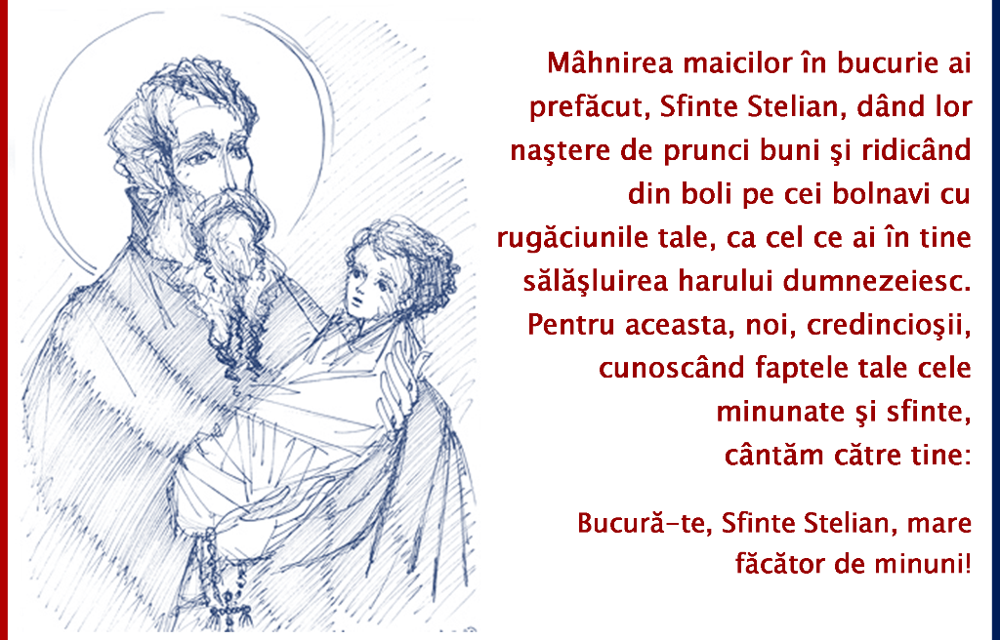 Mâhnirea maicilor în bucurie ai
prefăcut, Sfinte Stelian, dând lor
naştere de prunci buni şi ridicând
din boli pe cei bolnavi cu
rugăciunile tale, ca cel ce ai în tine
sălăşluirea harului dumnezeiesc.
Pentru aceasta, noi, credincioşii,
cunoscând faptele tale cele
minunate şi sfinte,
cântăm către tine:
Bucură-te, Sfinte Stelian, mare
făcător de minuni!